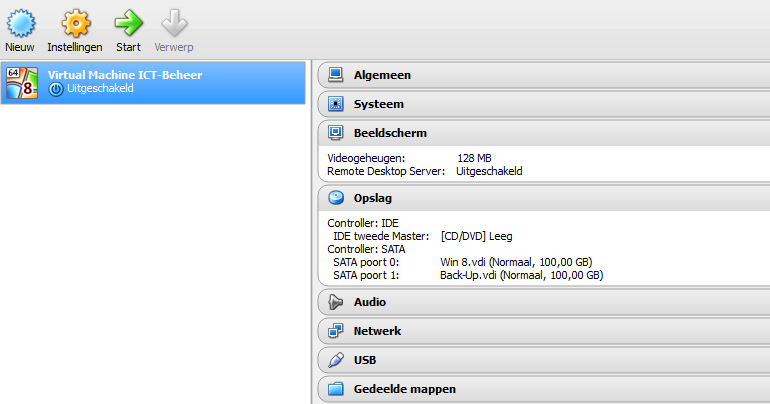 Nieuw Instellingen Start Verwerp
64
8
Virtual Machine ICT-Beheer
Uitgeschakeld
Algemeen
Systeem
Beeldscherm
Videogeheugen: 128 MB
Remote Desktop Server: Uitgeschakeld
Opslag
Controller: IDE
IDE tweede Master: [CD/DVD] Leeg
Controller: SATA
SATA poort 0: Win 8.vdi (Normaal, 100,00 GB)
SATA poort 1: Back-Up.vdi (Normaal, 100,00 GB)
Audio
Netwerk
USB
Gedeelde mappen